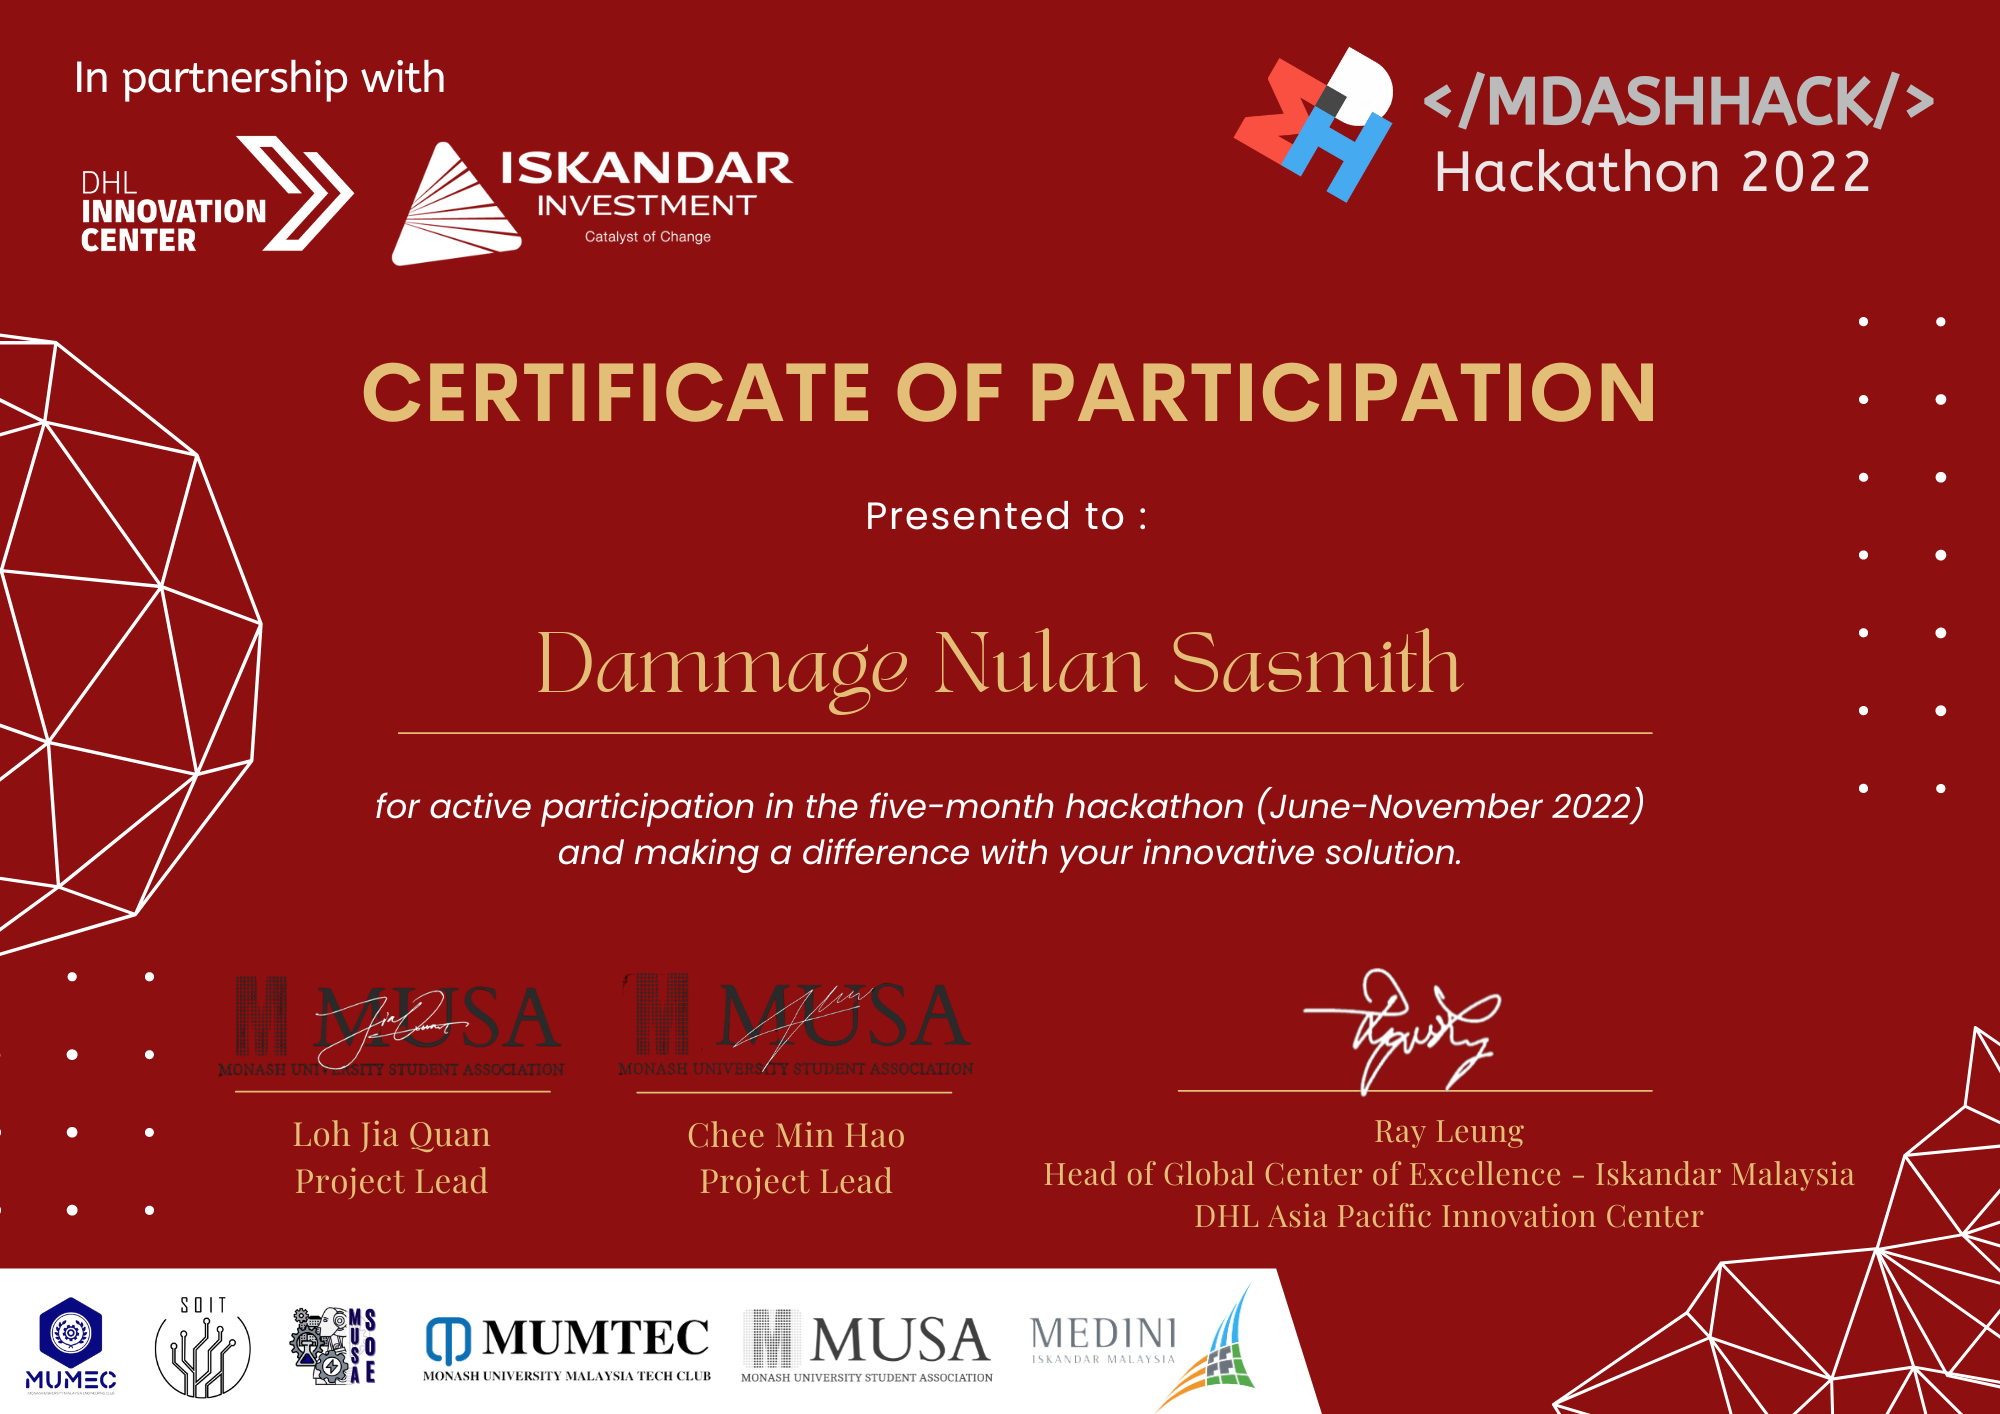 In partnership with
DHL
INNOVATION
CENTER
ISKANDAR
INVESTMENT
Catalyst of Change
MDH
</MDASHHACK/>
Hackathon 2022
CERTIFICATE OF PARTICIPATION
Presented to :
Dammage Nulan Sasmith
for active participation in the five-month hackathon (June-November 2022)
and making a difference with your innovative solution.
MUSA
MONASH UNIVERSITY STUDENT ASSOCIATION
Loh Jia Quan
Project Lead
MUSA
MONASH UNIVERSITY STUDENT ASSOCIATION
Chee Min Hao
Project Lead
Ray Leung
Head of Global Center of Excellence - Iskandar Malaysia
DHL Asia Pacific Innovation Center
MUMEC
SOIT
MUSA
SOE
MUMTEC
MONASH UNIVERSITY MALAYSIA TECH CLUB
MUSA
MONASH UNIVERSITY STUDENT ASSOCIATION
MEDINI
ISKANDAR MALAYSIA